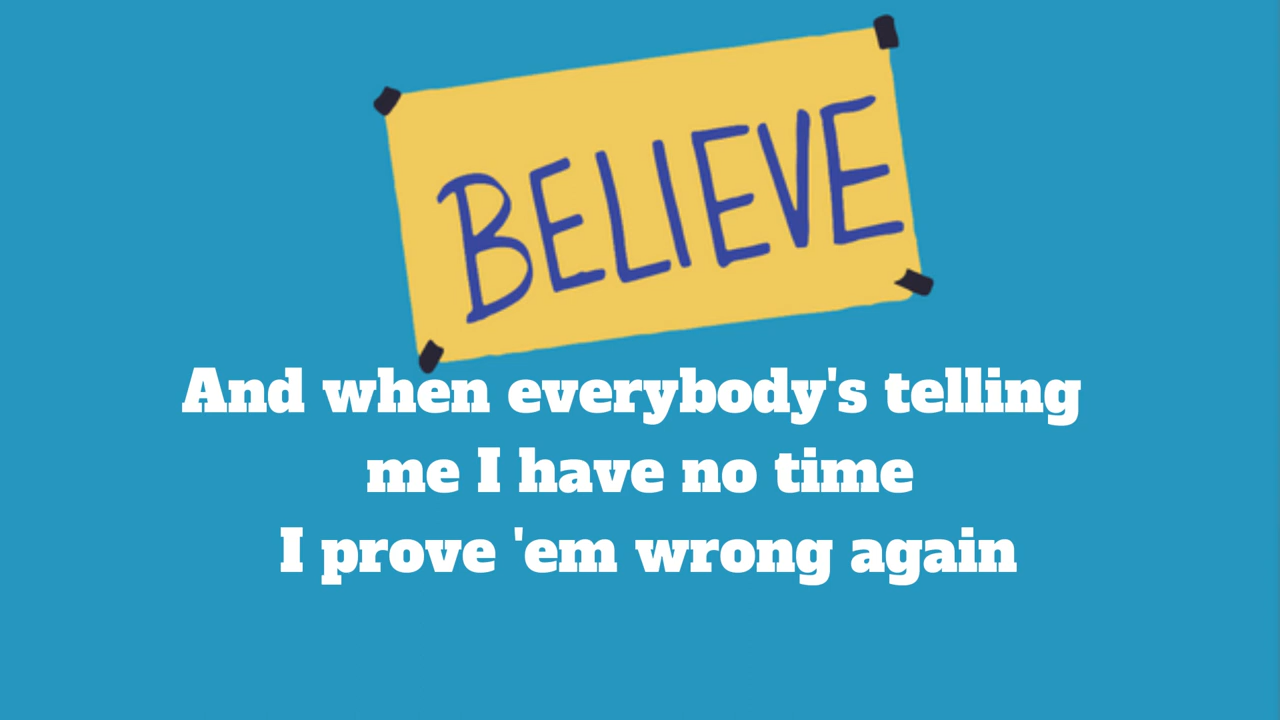 BELIEVE
And when everybody's telling
me I have no time
I prove 'em wrong again